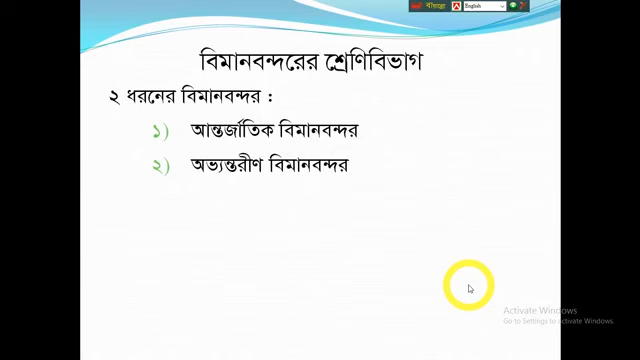 English
বিমানবন্দরের শ্রেণিবিভাগ
২ ধরনের বিমানবন্দর :
১) আন্তর্জাতিক বিমানবন্দর
২) অভ্যন্তরীণ বিমানবন্দর
Activate Windows
Go to Settings to activate Windows.